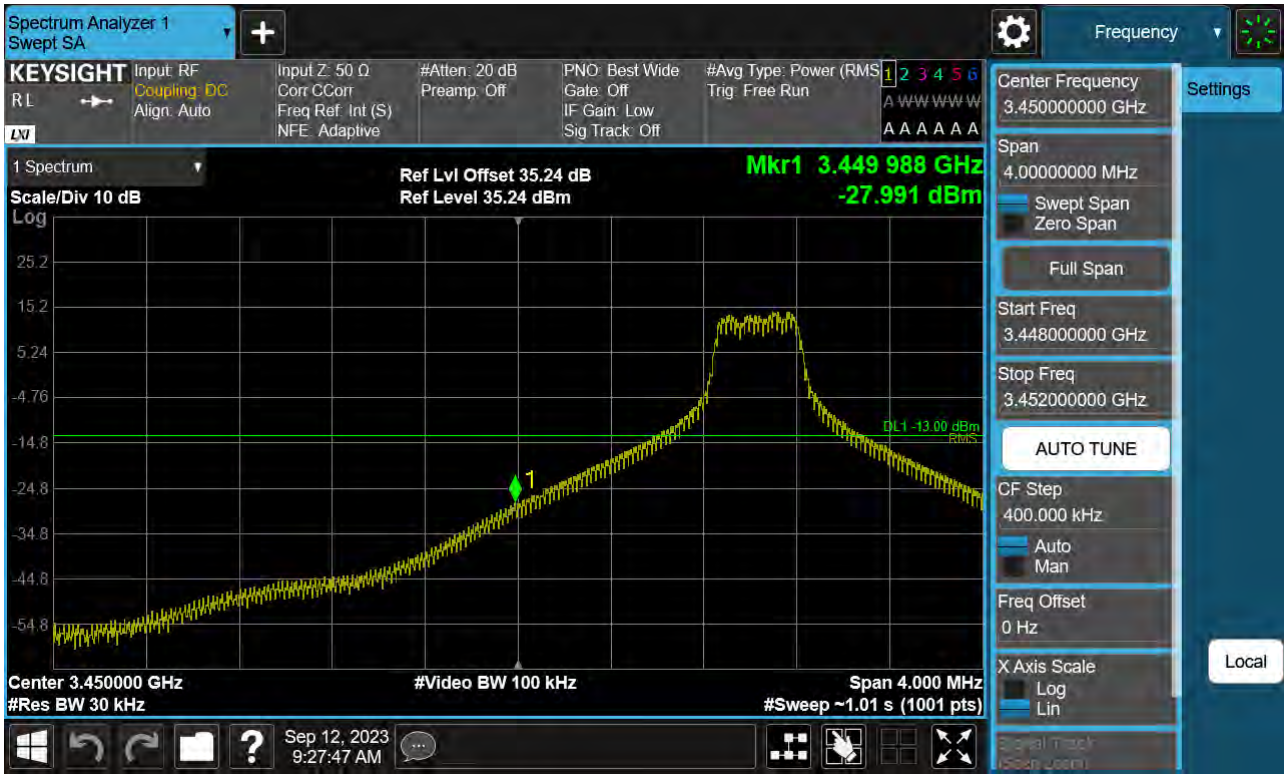 Spectrum Analyzer 1
Swept SA
Frequency
KEYSIGHT
RL
LXI
Input: RF
Coupling: DC
Align: Auto
Input Z: 50 Ω
Corr CCorr
Freq Ref: Int (S)
NFE: Adaptive
#Atten: 20 dB
Preamp: Off
PNO: Best Wide
Gate: Off
IF Gain: Low
Sig Track: Off
#Avg Type: Power (RMS
Trig: Free Run
1 2 3 4 5 6
A W W W W W
A A A A A A
1 Spectrum
Scale/Div 10 dB
Log
Ref Lvl Offset 35.24 dB
Ref Level 35.24 dBm
Mkr1 3.449 988 GHz
-27.991 dBm
25.2
15.2
5.24
-4.76
-14.8
-24.8
-34.8
-44.8
-54.8
1
DL1 -13.00 dBm
RMS
Center 3.450000 GHz
#Video BW 100 kHz
Span 4.000 MHz
#Res BW 30 kHz
#Sweep ~1.01 s (1001 pts)
Sep 12, 2023
9:27:47 AM
Center Frequency
3.450000000 GHz
Settings
Span
4.00000000 MHz
Swept Span
Zero Span
Full Span
Start Freq
3.448000000 GHz
Stop Freq
3.452000000 GHz
AUTO TUNE
CF Step
400.000 kHz
Auto
Man
Freq Offset
0 Hz
X Axis Scale
Log
Lin
Local
Signal Track
(Span Zoom)